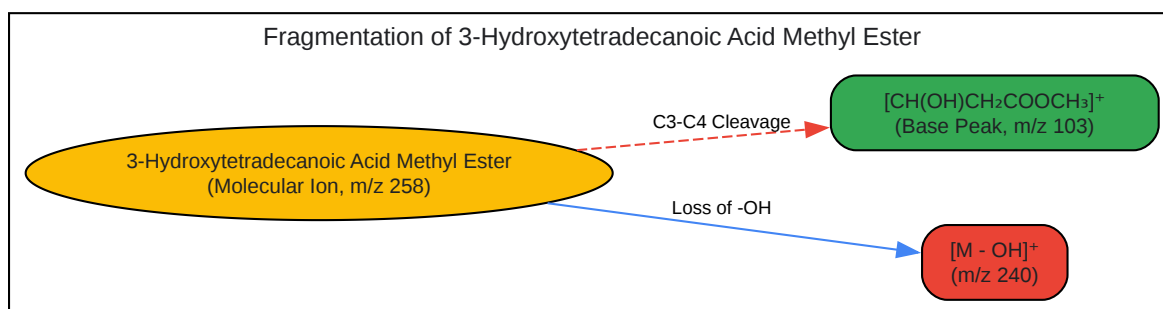 Fragmentation of 3-Hydroxytetradecanoic Acid Methyl Ester
[CH(OH)CH₂COOCH₃]⁺
(Base Peak, m/z 103)
C3-C4 Cleavage
3-Hydroxytetradecanoic Acid Methyl Ester
(Molecular Ion, m/z 258)
Loss of -OH
[M - OH]⁺
(m/z 240)